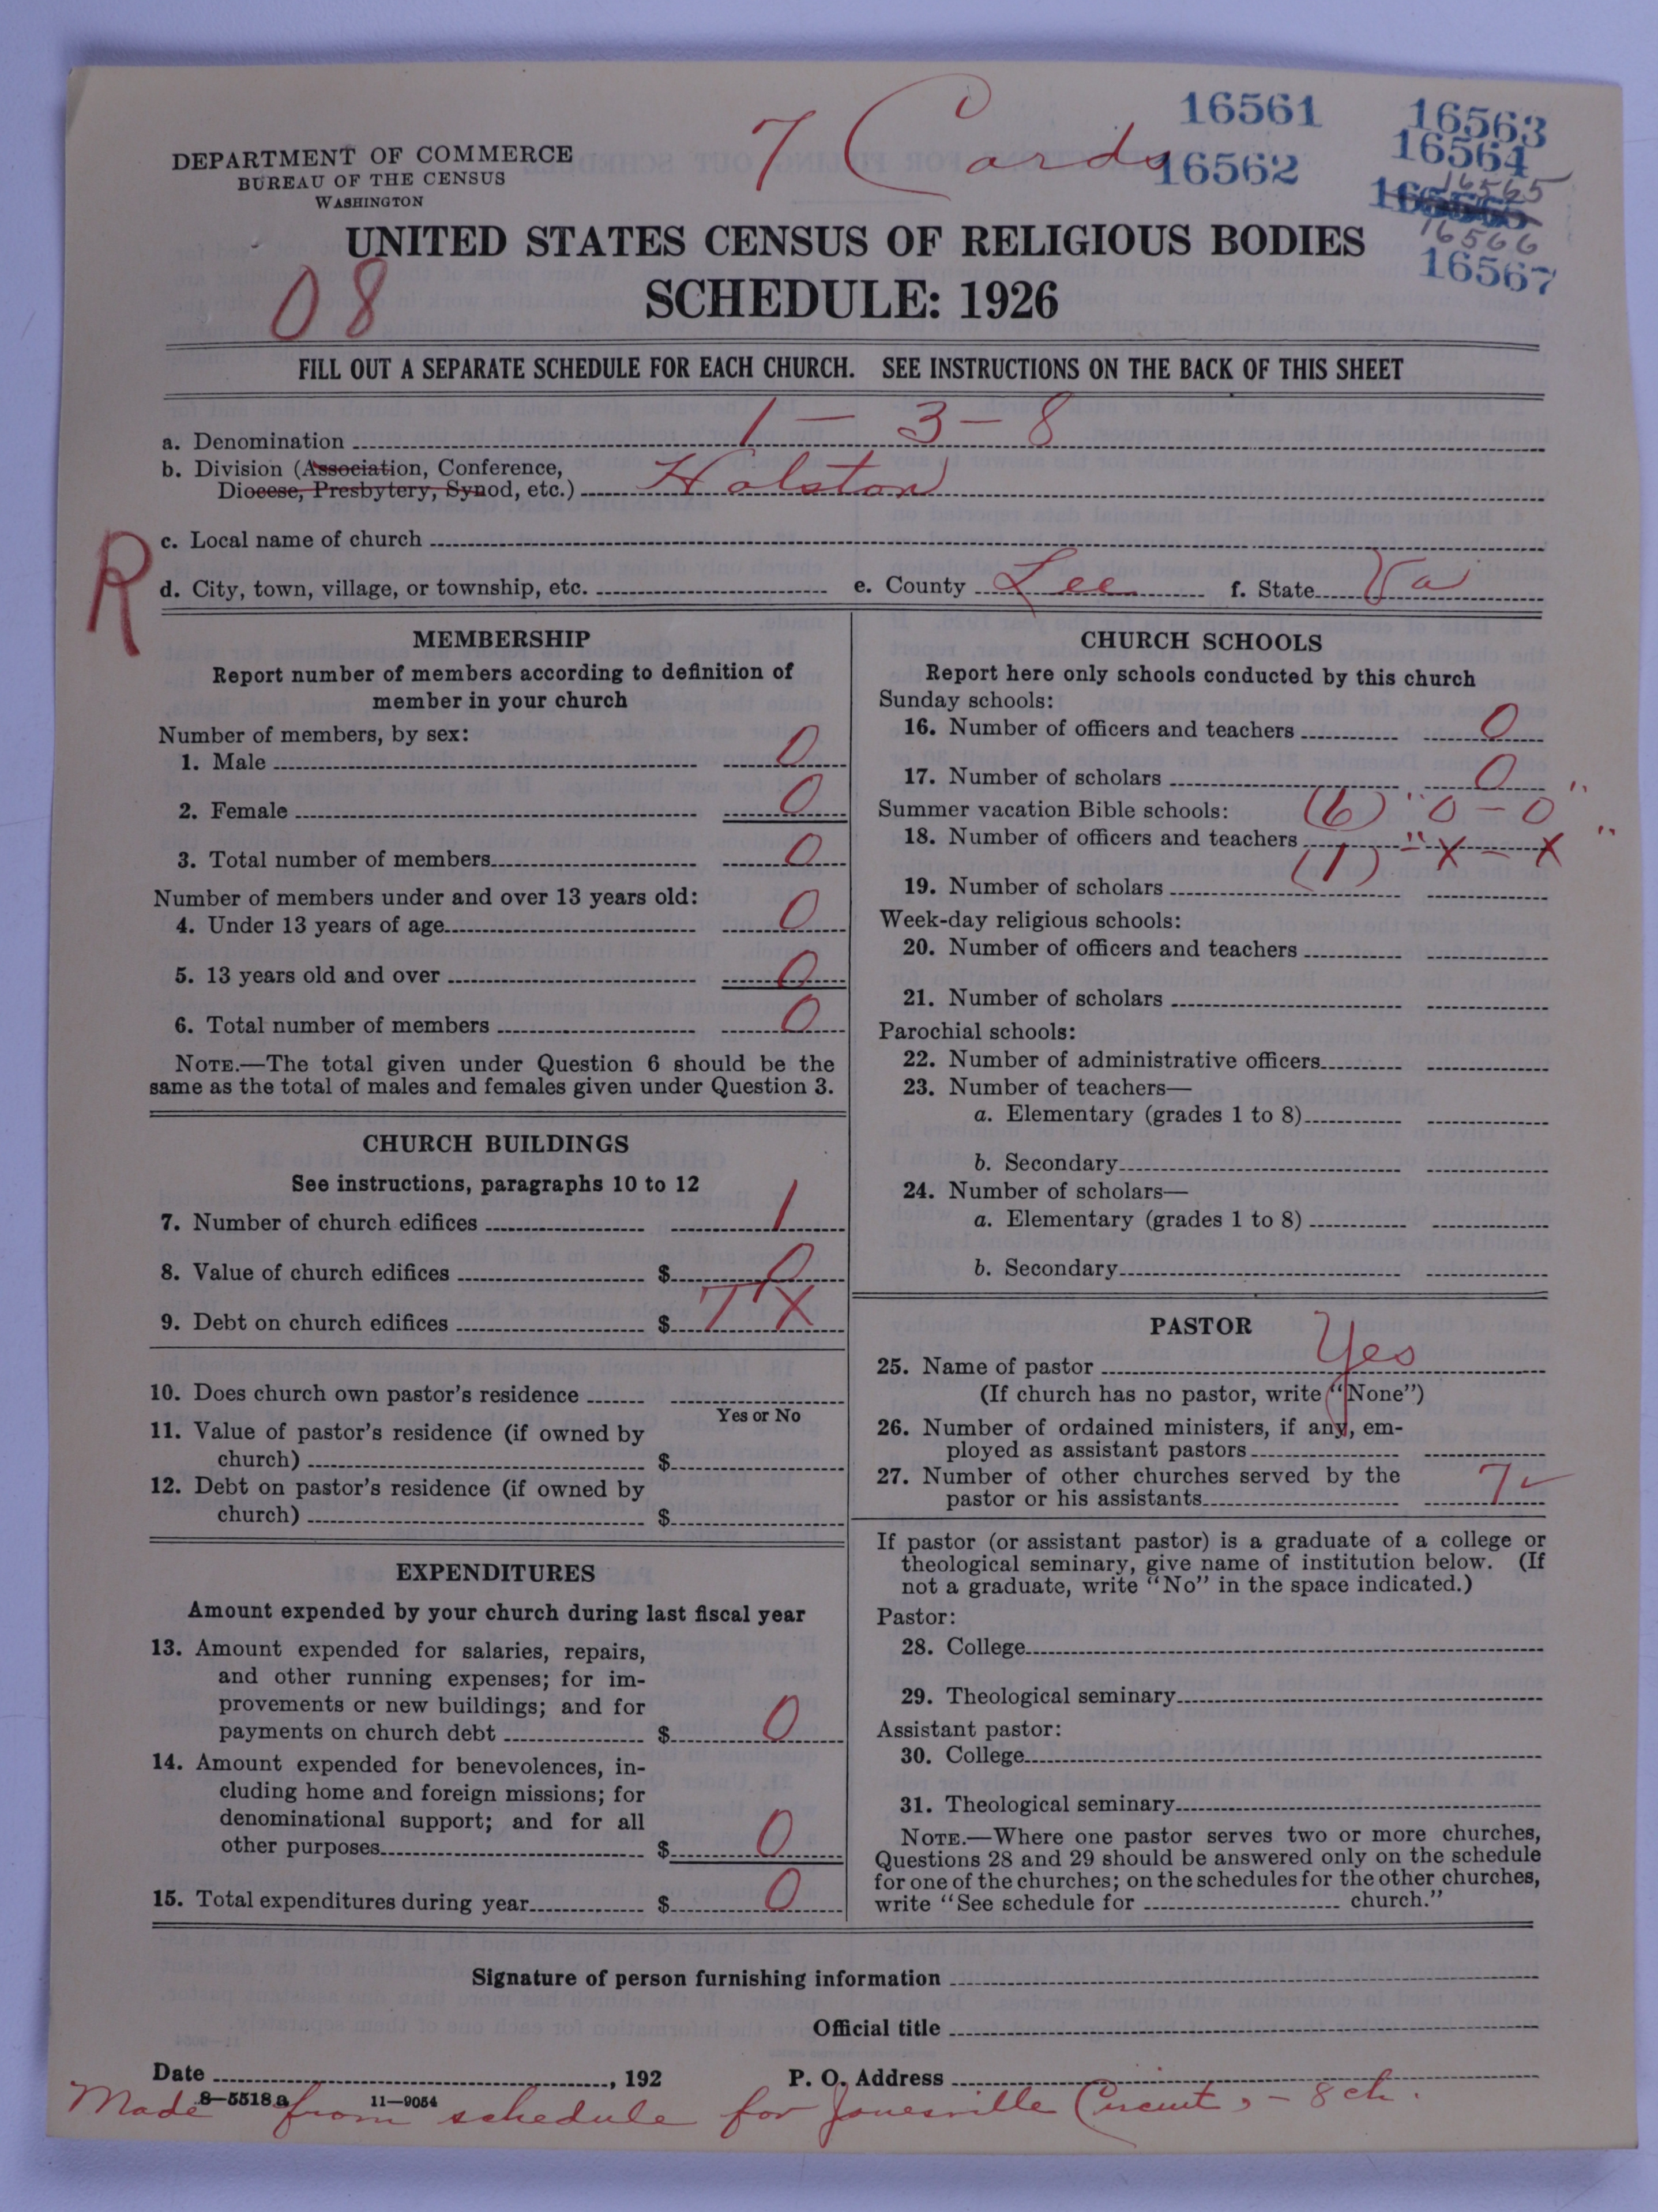 7 Cards
16561
16562
16563
16564
16565
16566
16567
DEPARTMENT OF COMMERCE
BUREAU OF THE CENSUS
WASHINGTON
UNITED STATES CENSUS OF RELIGIOUS BODIES
08
SCHEDULE: 1926
FILL OUT A SEPARATE SCHEDULE FOR EACH CHURCH. SEE INSTRUCTIONS ON THE BACK OF THIS SHEET
a. Denomination 1 - 3 - 8
b. Division (Association, Conference,
Diocese, Presbytery, Synod, etc.) Holston
R
c. Local name of church
d. City, town, village, or township, etc. e. County Lee f. State Va
MEMBERSHIP
Report number of members according to definition of
member in your church
Number of members, by sex:
1. Male 0
2. Female 0
3. Total number of members 0
Number of members under and over 13 years old:
4. Under 13 years of age 0
5. 13 years old and over 0
6. Total number of members 0
NOTE.—The total given under Question 6 should be the
same as the total of males and females given under Question 3.
CHURCH BUILDINGS
See instructions, paragraphs 10 to 12
7. Number of church edifices 1
8. Value of church edifices $ 0
9. Debt on church edifices $ TTX
10. Does church own pastor's residence
Yes or No
11. Value of pastor's residence (if owned by
church) $
12. Debt on pastor's residence (if owned by
church) $
EXPENDITURES
Amount expended by your church during last fiscal year
13. Amount expended for salaries, repairs,
and other running expenses; for im-
provements or new buildings; and for
payments on church debt $ 0
14. Amount expended for benevolences, in-
cluding home and foreign missions; for
denominational support; and for all
other purposes $ 0
15. Total expenditures during year $ 0
CHURCH SCHOOLS
Report here only schools conducted by this church
Sunday schools:
16. Number of officers and teachers 0
17. Number of scholars 0
Summer vacation Bible schools: (6) "0 - 0"
18. Number of officers and teachers (1) "X - X"
19. Number of scholars
Week-day religious schools:
20. Number of officers and teachers
21. Number of scholars
Parochial schools:
22. Number of administrative officers
23. Number of teachers—
a. Elementary (grades 1 to 8)
b. Secondary
24. Number of scholars—
a. Elementary (grades 1 to 8)
b. Secondary
PASTOR
25. Name of pastor Yes
(If church has no pastor, write "None")
26. Number of ordained ministers, if any, em-
ployed as assistant pastors
27. Number of other churches served by the
pastor or his assistants 7 ✓
If pastor (or assistant pastor) is a graduate of a college or
theological seminary, give name of institution below. (If
not a graduate, write "No" in the space indicated.)
Pastor:
28. College
29. Theological seminary
Assistant pastor:
30. College
31. Theological seminary
NOTE.—Where one pastor serves two or more churches,
Questions 28 and 29 should be answered only on the schedule
for one of the churches; on the schedules for the other churches,
write "See schedule for church."
Signature of person furnishing information
Official title
Date , 192 P. O. Address
8—5518a 11—9054
Made from schedule for Jonesville Circuit, - 8 ch.